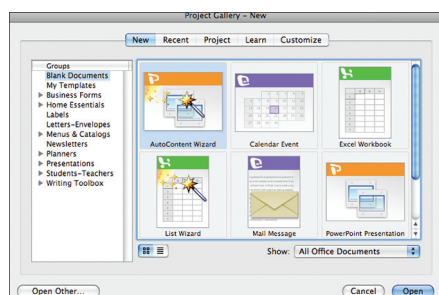 Project Gallery – New
New Recent Project Learn Customize
Groups
Blank Documents
My Templates
Business Forms
Home Essentials
Labels
Letters-Envelopes
Menus & Catalogs
Newsletters
Planners
Presentations
Students-Teachers
Writing Toolbox
AutoContent Wizard
Calendar Event
Excel Workbook
List Wizard
Mail Message
PowerPoint Presentation
Show: All Office Documents
Open Other...
Cancel
Open